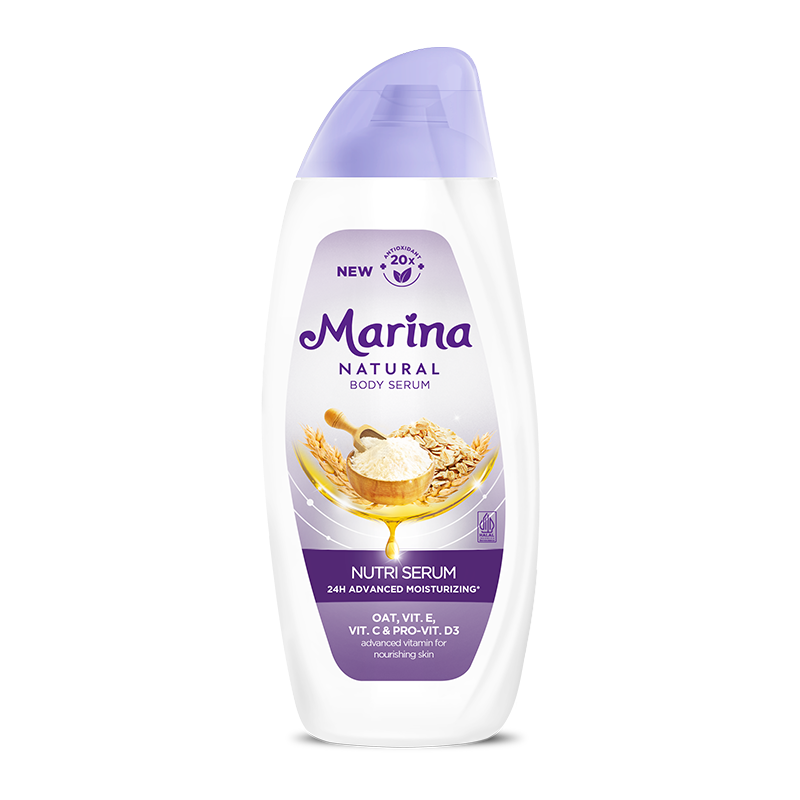 ANTIOXIDANT
NEW
20x
Marina
NATURAL
BODY SERUM
HALAL
NUTRI SERUM
24H ADVANCED MOISTURIZING*
OAT, VIT. E,
VIT. C & PRO-VIT. D3
advanced vitamin for
nourishing skin